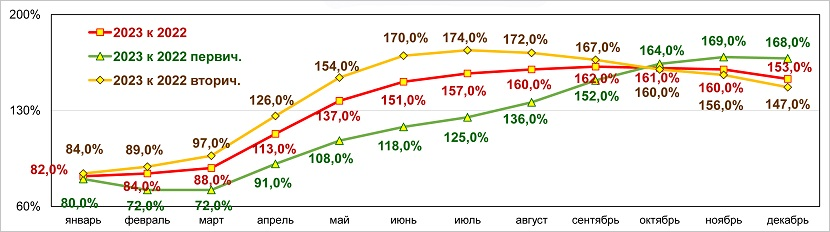 200%
130%
60%
2023 к 2022
2023 к 2022 первич.
2023 к 2022 вторич.
84,0% 89,0% 97,0% 126,0% 154,0% 170,0% 174,0% 172,0% 167,0% 160,0% 156,0% 147,0%
82,0% 84,0% 88,0% 113,0% 137,0% 151,0% 157,0% 160,0% 162,0% 161,0% 160,0% 153,0%
80,0% 72,0% 72,0% 91,0% 108,0% 118,0% 125,0% 136,0% 152,0% 164,0% 169,0% 168,0%
январь февраль март апрель май июнь июль август сентябрь октябрь ноябрь декабрь